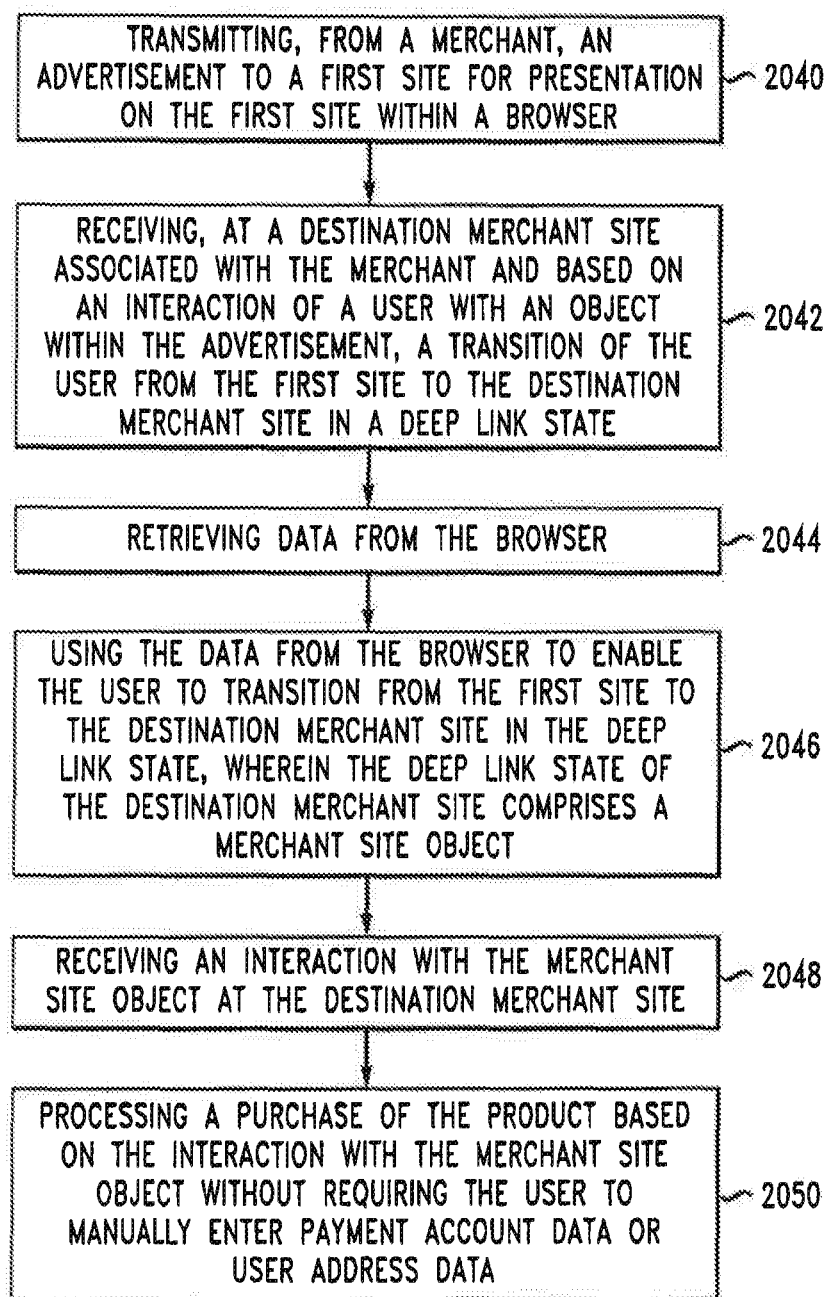 TRANSMITTING, FROM A MERCHANT, AN
ADVERTISEMENT TO A FIRST SITE FOR PRESENTATION
ON THE FIRST SITE WITHIN A BROWSER
2040
RECEIVING, AT A DESTINATION MERCHANT SITE
ASSOCIATED WITH THE MERCHANT AND BASED ON
AN INTERACTION OF A USER WITH AN OBJECT
WITHIN THE ADVERTISEMENT, A TRANSITION OF THE
USER FROM THE FIRST SITE TO THE DESTINATION
MERCHANT SITE IN A DEEP LINK STATE
2042
RETRIEVING DATA FROM THE BROWSER
2044
USING THE DATA FROM THE BROWSER TO ENABLE
THE USER TO TRANSITION FROM THE FIRST SITE TO
THE DESTINATION MERCHANT SITE IN THE DEEP
LINK STATE, WHEREIN THE DEEP LINK STATE OF
THE DESTINATION MERCHANT SITE COMPRISES A
MERCHANT SITE OBJECT
2046
RECEIVING AN INTERACTION WITH THE MERCHANT
SITE OBJECT AT THE DESTINATION MERCHANT SITE
2048
PROCESSING A PURCHASE OF THE PRODUCT BASED
ON THE INTERACTION WITH THE MERCHANT SITE
OBJECT WITHOUT REQUIRING THE USER TO
MANUALLY ENTER PAYMENT ACCOUNT DATA OR
USER ADDRESS DATA
2050